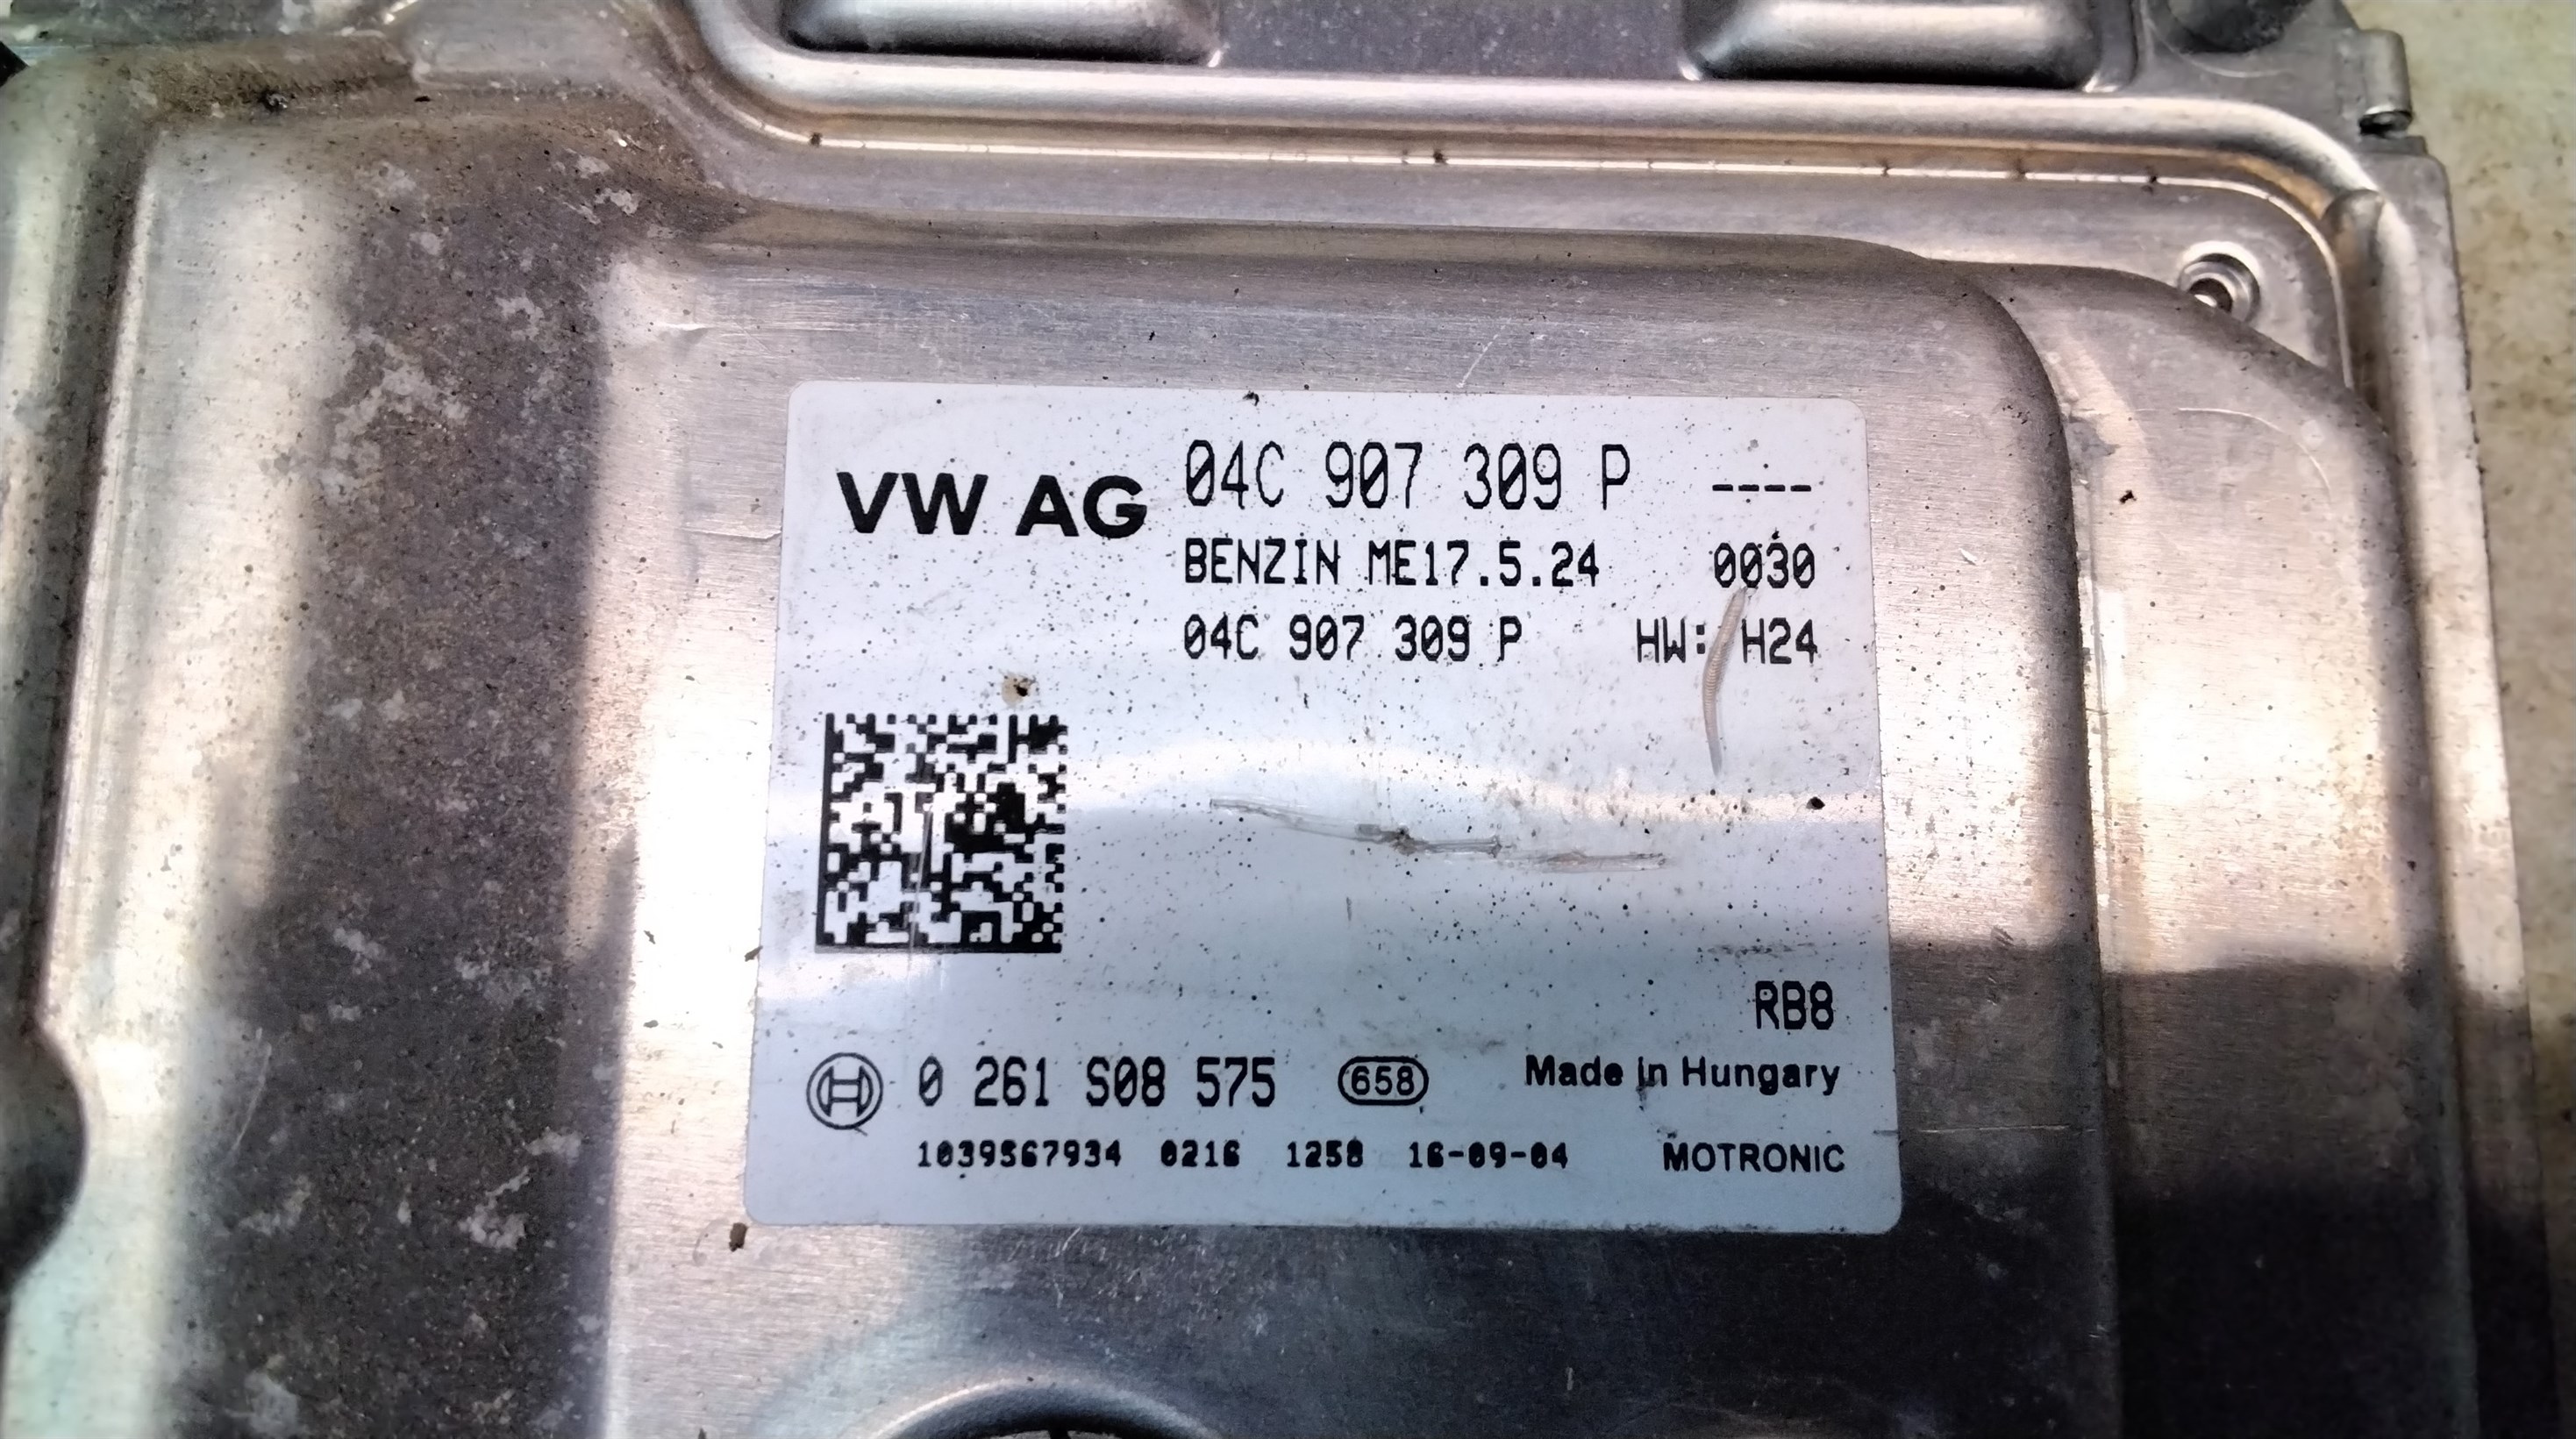 VW AG 04C 907 309 P ----
BENZIN ME17.5.24 0030
04C 907 309 P HW: H24
RB8
0 261 S08 575 658 Made in Hungary
1039S67934 0216 1258 16-09-04 MOTRONIC